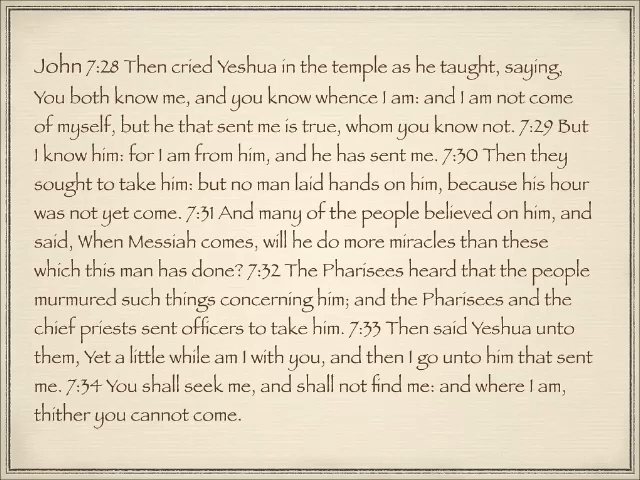 John 7:28 Then cried Yeshua in the temple as he taught, saying,
You both know me, and you know whence I am: and I am not come
of myself, but he that sent me is true, whom you know not. 7:29 But
I know him: for I am from him, and he has sent me. 7:30 Then they
sought to take him: but no man laid hands on him, because his hour
was not yet come. 7:31 And many of the people believed on him, and
said, When Messiah comes, will he do more miracles than these
which this man has done? 7:32 The Pharisees heard that the people
murmured such things concerning him; and the Pharisees and the
chief priests sent officers to take him. 7:33 Then said Yeshua unto
them, Yet a little while am I with you, and then I go unto him that sent
me. 7:34 You shall seek me, and shall not find me: and where I am,
thither you cannot come.